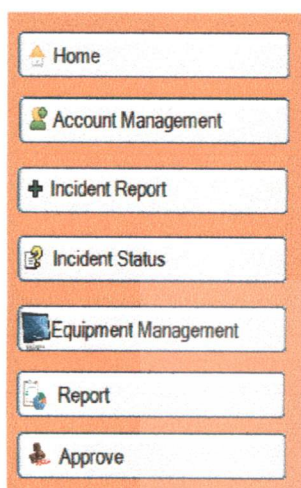 Home
Account Management
Incident Report
Incident Status
Equipment Management
Report
Approve